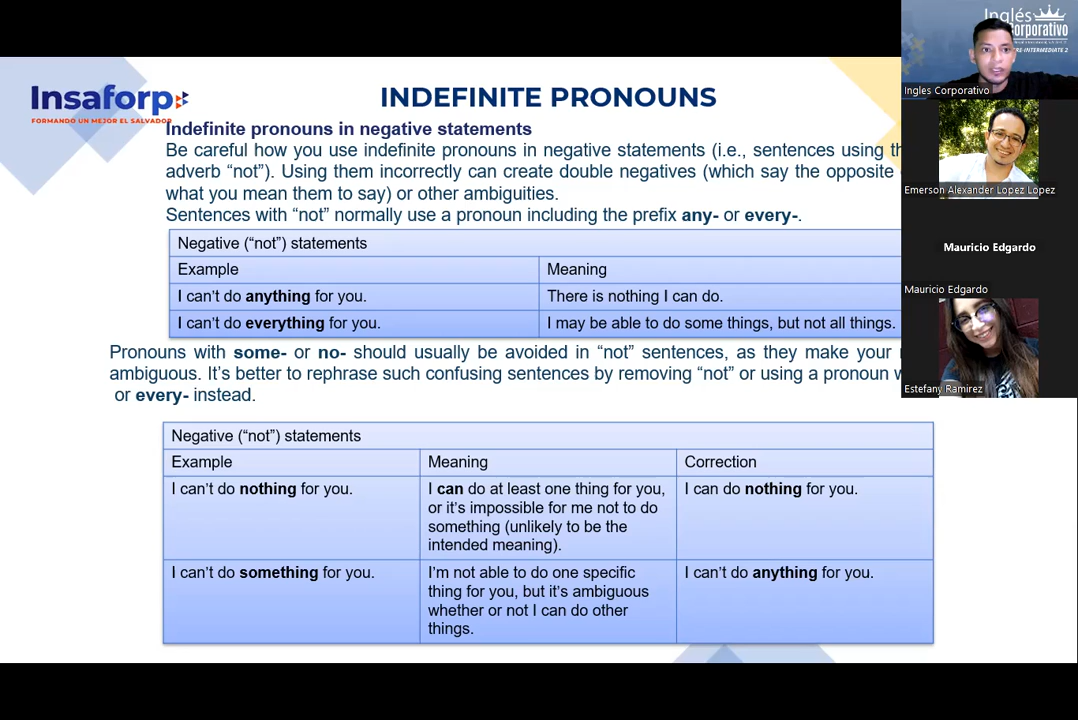 Insaforp
FORMANDO UN MEJOR EL SALVADOR
INDEFINITE PRONOUNS
Indefinite pronouns in negative statements
Be careful how you use indefinite pronouns in negative statements (i.e., sentences using
adverb “not”). Using them incorrectly can create double negatives (which say the opposite
what you mean them to say) or other ambiguities.
Sentences with “not” normally use a pronoun including the prefix any- or every-.
Negative (“not”) statements
Example Meaning
I can’t do anything for you. There is nothing I can do.
I can’t do everything for you. I may be able to do some things, but not all things.
Pronouns with some- or no- should usually be avoided in “not” sentences, as they make your
ambiguous. It’s better to rephrase such confusing sentences by removing “not” or using a pronoun
or every- instead.
Negative (“not”) statements
Example Meaning Correction
I can’t do nothing for you. I can do at least one thing for you, I can do nothing for you.
or it’s impossible for me not to do
something (unlikely to be the
intended meaning).
I can’t do something for you. I’m not able to do one specific I can’t do anything for you.
thing for you, but it’s ambiguous
whether or not I can do other
things.
Inglés
Corporativo
Ingles Corporativo
Emerson Alexander Lopez Lopez
Mauricio Edgardo
Mauricio Edgardo
Estefany Ramirez